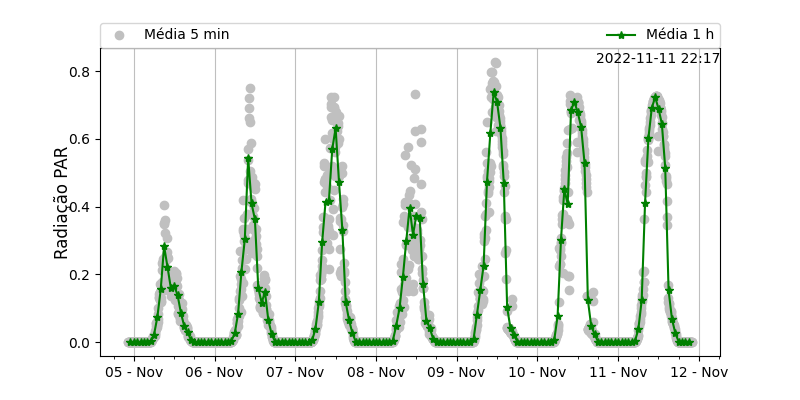 Média 5 min
Média 1 h
2022-11-11 22:17
Radiação PAR
0.8
0.6
0.4
0.2
0.0
05 - Nov
06 - Nov
07 - Nov
08 - Nov
09 - Nov
10 - Nov
11 - Nov
12 - Nov